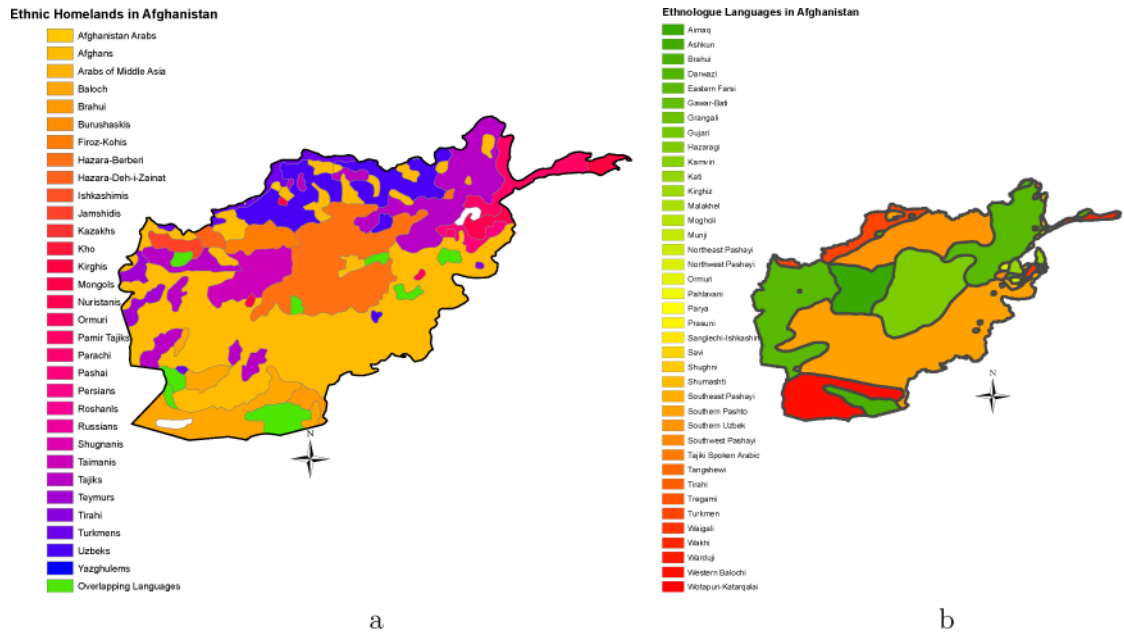 Ethnic Homelands in Afghanistan
Afghanistan Arabs
Afghans
Arabs of Middle Asia
Baloch
Brahui
Burushaskis
Firoz-Kohis
Hazara-Berberi
Hazara-Deh-i-Zainat
Ishkashimis
Jamshidis
Kazakhs
Kho
Kirghis
Mongols
Nuristanis
Ormuri
Pamir Tajiks
Parachi
Pashai
Persians
Roshanls
Russians
Shugnanis
Taimanis
Tajiks
Teymurs
Tirahi
Turkmens
Uzbeks
Yazghulems
Overlapping Languages
N
a
Ethnologue Languages in Afghanistan
Aimaq
Ashkun
Brahui
Darwazi
Eastern Farsi
Gawar-Bati
Grangali
Gujari
Hazaragi
Kamviri
Kati
Kirghiz
Malakhel
Mogholi
Munji
Northeast Pashayi
Northwest Pashayi
Ormuri
Pahlavani
Parya
Prasuni
Sanglechi-Ishkashim
Savi
Shughni
Shumashti
Southeast Pashayi
Southern Pashto
Southern Uzbek
Southwest Pashayi
Tajiki Spoken Arabic
Tangshewi
Tirahi
Tregami
Turkmen
Waigali
Wakhi
Warduji
Western Balochi
Wotapuri-Katarqalai
N
b